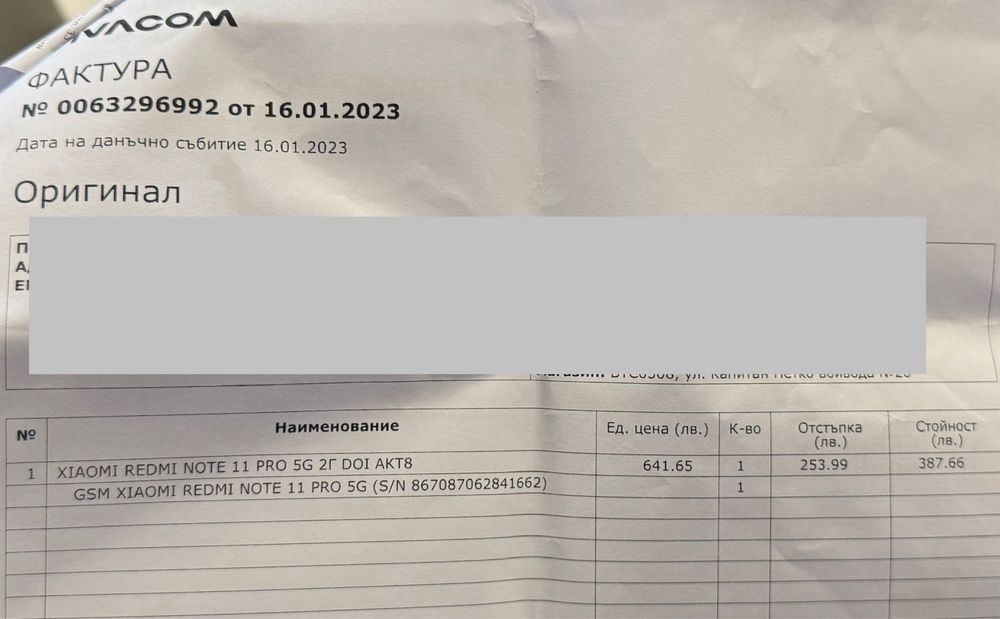 VACOM
ФАКТУРА
№ 0063296992 от 16.01.2023
Дата на данъчно събитие 16.01.2023
Оригинал
№ Наименование Ед. цена (лв.) К-во Отстъпка (лв.) Стойност (лв.)
1 XIAOMI REDMI NOTE 11 PRO 5G 2Г DOI АКТ8 641.65 1 253.99 387.66
GSM XIAOMI REDMI NOTE 11 PRO 5G (S/N 867087062841662) 1